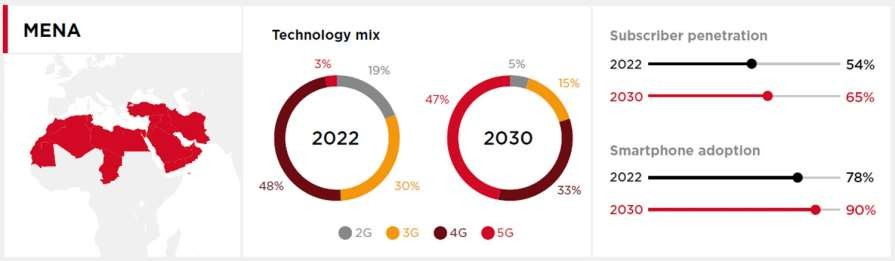 MENA
Technology mix
3%
19%
2022
48%
30%
5%
15%
47%
2030
33%
2G 3G 4G 5G
Subscriber penetration
2022 54%
2030 65%
Smartphone adoption
2022 78%
2030 90%